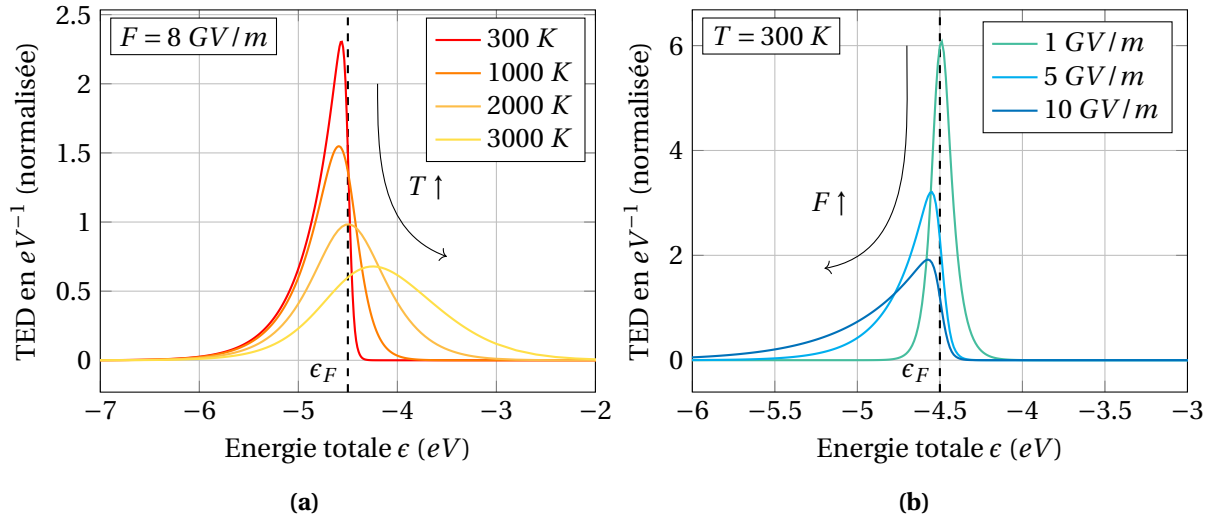 F = 8 GV/m
300 K
1000 K
2000 K
3000 K
T ↑
ϵ_F
TED en eV⁻¹ (normalisée)
2.5
2
1.5
1
0.5
0
−7
−6
−5
−4
−3
−2
Energie totale ϵ (eV)
(a)
T = 300 K
1 GV/m
5 GV/m
10 GV/m
F ↑
ϵ_F
TED en eV⁻¹ (normalisée)
6
4
2
0
−6
−5.5
−5
−4.5
−4
−3.5
−3
Energie totale ϵ (eV)
(b)